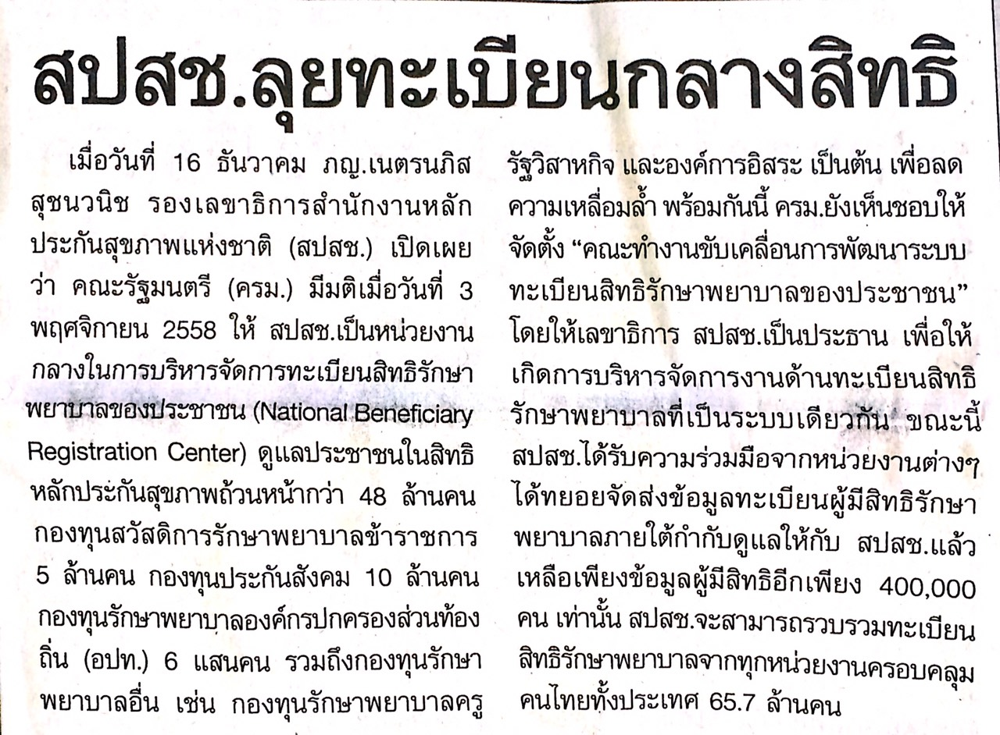 สปสช.ลุยทะเบียนกลางสิทธิ
เมื่อวันที่ 16 ธันวาคม ภญ.เนตรนภิส
สุชนวนิช รองเลขาธิการสำนักงานหลัก
ประกันสุขภาพแห่งชาติ (สปสช.) เปิดเผย
ว่า คณะรัฐมนตรี (ครม.) มีมติเมื่อวันที่ 3
พฤศจิกายน 2558 ให้ สปสช.เป็นหน่วยงาน
กลางในการบริหารจัดการทะเบียนสิทธิรักษา
พยาบาลของประชาชน (National Beneficiary
Registration Center) ดูแลประชาชนในสิทธิ
หลักประกันสุขภาพถ้วนหน้ากว่า 48 ล้านคน
กองทุนสวัสดิการรักษาพยาบาลข้าราชการ
5 ล้านคน กองทุนประกันสังคม 10 ล้านคน
กองทุนรักษาพยาบาลองค์กรปกครองส่วนท้อง
ถิ่น (อปท.) 6 แสนคน รวมถึงกองทุนรักษา
พยาบาลอื่น เช่น กองทุนรักษาพยาบาลครู
รัฐวิสาหกิจ และองค์การอิสระ เป็นต้น เพื่อลด
ความเหลื่อมล้ำ พร้อมกันนี้ ครม.ยังเห็นชอบให้
จัดตั้ง “คณะทำงานขับเคลื่อนการพัฒนาระบบ
ทะเบียนสิทธิรักษาพยาบาลของประชาชน”
โดยให้เลขาธิการ สปสช.เป็นประธาน เพื่อให้
เกิดการบริหารจัดการงานด้านทะเบียนสิทธิ
รักษาพยาบาลที่เป็นระบบเดียวกัน ขณะนี้
สปสช.ได้รับความร่วมมือจากหน่วยงานต่างๆ
ได้ทยอยจัดส่งข้อมูลทะเบียนผู้มีสิทธิรักษา
พยาบาลภายใต้กำกับดูแลให้กับ สปสช.แล้ว
เหลือเพียงข้อมูลผู้มีสิทธิอีกเพียง 400,000
คน เท่านั้น สปสช.จะสามารถรวบรวมทะเบียน
สิทธิรักษาพยาบาลจากทุกหน่วยงานครอบคลุม
คนไทยทั้งประเทศ 65.7 ล้านคน